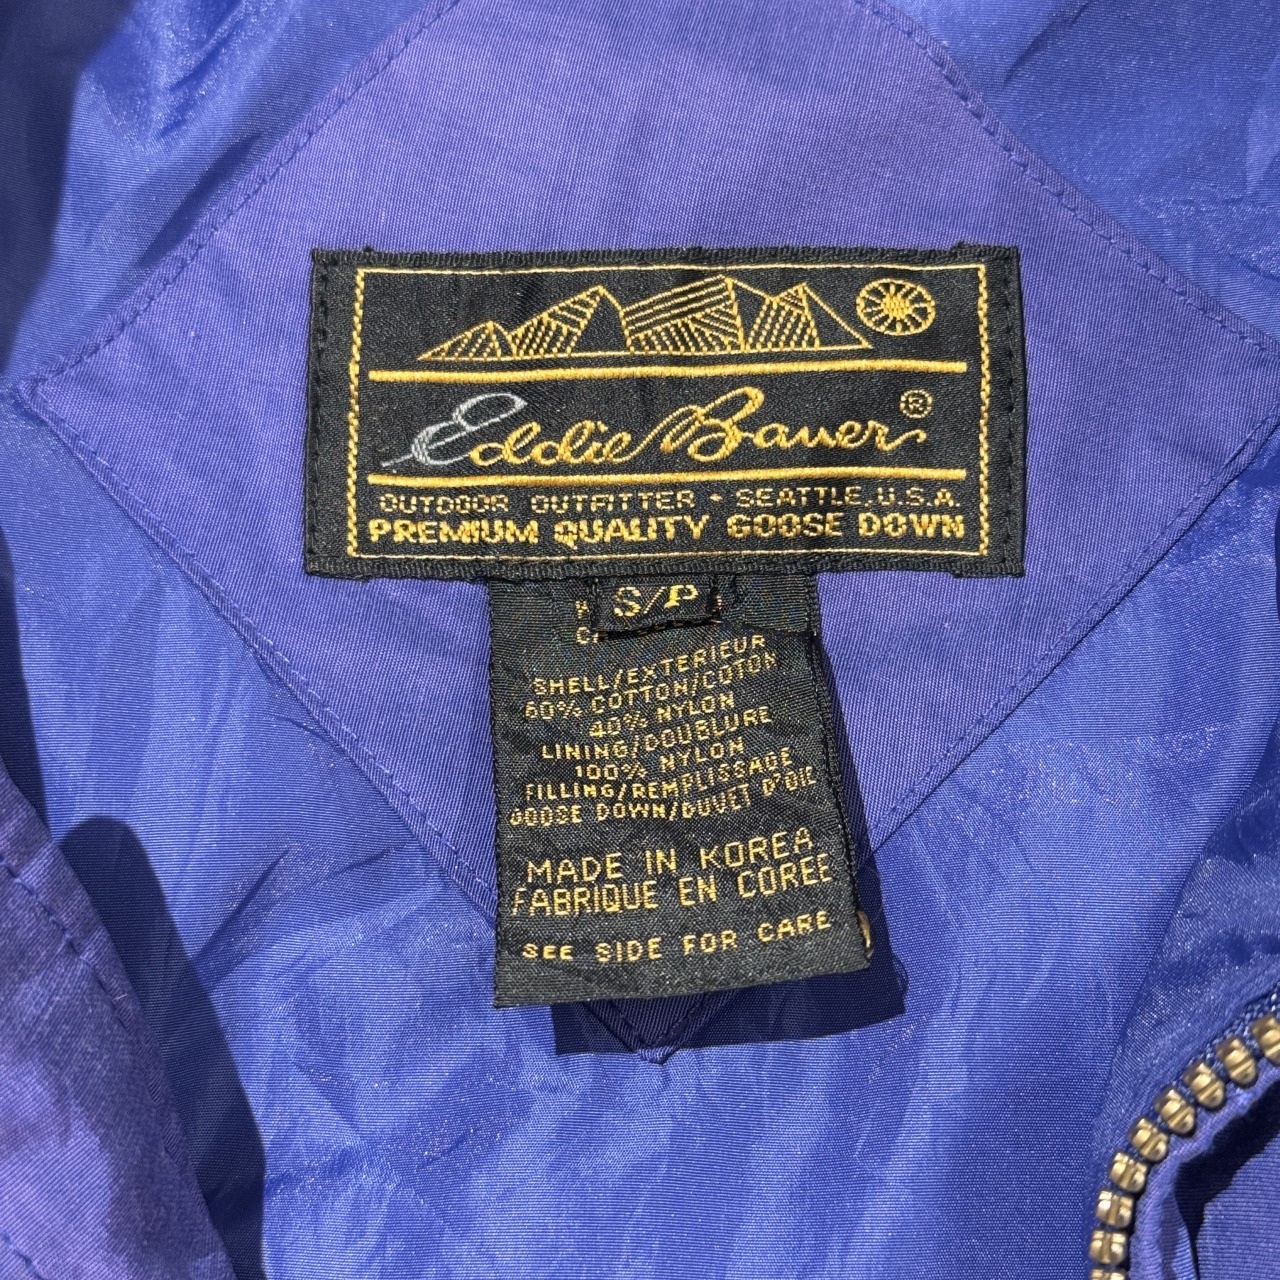 Eddie Bauer®
OUTDOOR OUTFITTER · SEATTLE, U.S.A.
PREMIUM QUALITY GOOSE DOWN
S/P
SHELL/EXTERIEUR
60% COTTON/COTON
40% NYLON
LINING/DOUBLURE
100% NYLON
FILLING/REMPLISSAGE
GOOSE DOWN/DUVET D'OIE
MADE IN KOREA
FABRIQUE EN COREE
SEE SIDE FOR CARE